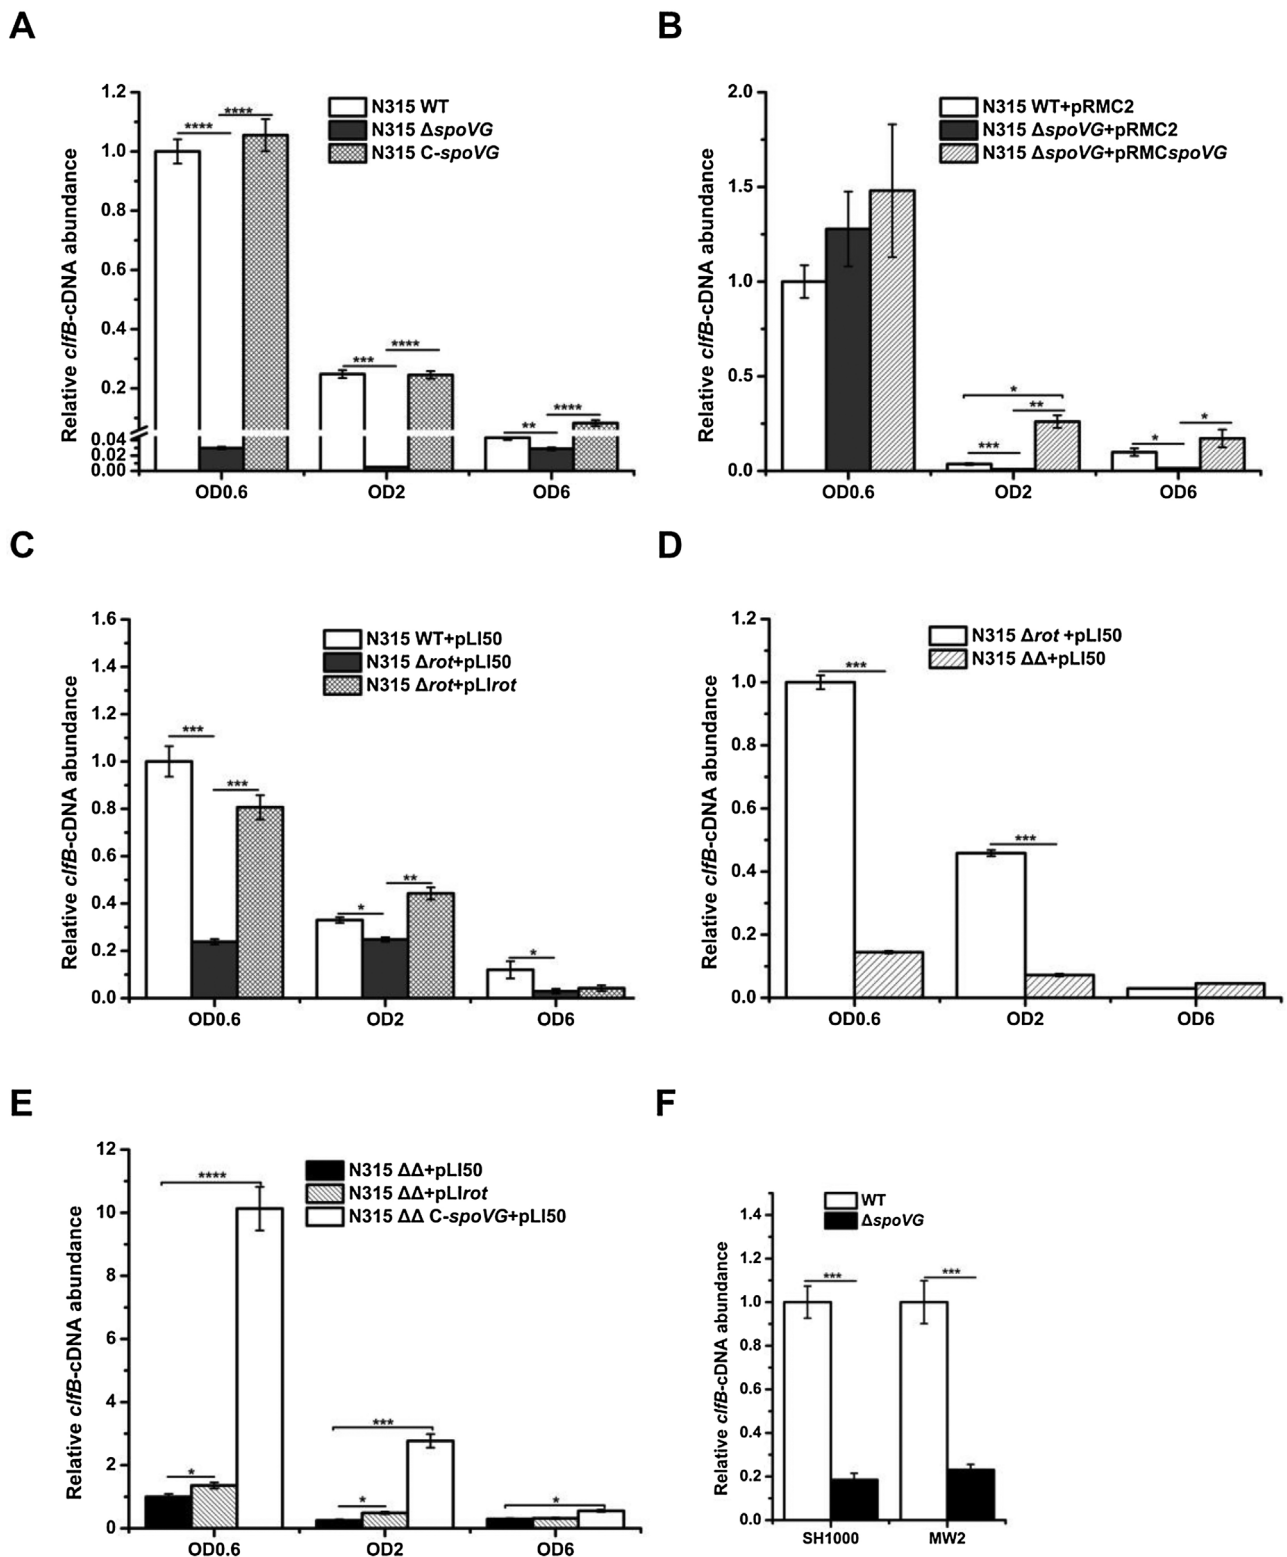 A
Relative clfB-cDNA abundance
1.2
1.0
0.8
0.6
0.4
0.2
0.04
0.02
0.00
N315 WT
N315 ΔspoVG
N315 C-spoVG
****
****
***
****
**
****
OD0.6 OD2 OD6
B
Relative clfB-cDNA abundance
2.0
1.5
1.0
0.5
0.0
N315 WT+pRMC2
N315 ΔspoVG+pRMC2
N315 ΔspoVG+pRMCspoVG
*
**
***
*
*
OD0.6 OD2 OD6
C
Relative clfB-cDNA abundance
1.6
1.4
1.2
1.0
0.8
0.6
0.4
0.2
0.0
N315 WT+pLI50
N315 Δrot+pLI50
N315 Δrot+pLIrot
***
***
*
**
*
OD0.6 OD2 OD6
D
Relative clfB-cDNA abundance
1.2
1.0
0.8
0.6
0.4
0.2
0.0
N315 Δrot +pLI50
N315 ΔΔ+pLI50
***
***
OD0.6 OD2 OD6
E
Relative clfB-cDNA abundance
12
10
8
6
4
2
0
N315 ΔΔ+pLI50
N315 ΔΔ+pLIrot
N315 ΔΔ C-spoVG+pLI50
****
*
***
*
*
OD0.6 OD2 OD6
F
Relative clfB-cDNA abundance
1.4
1.2
1.0
0.8
0.6
0.4
0.2
0.0
WT
ΔspoVG
***
***
SH1000 MW2